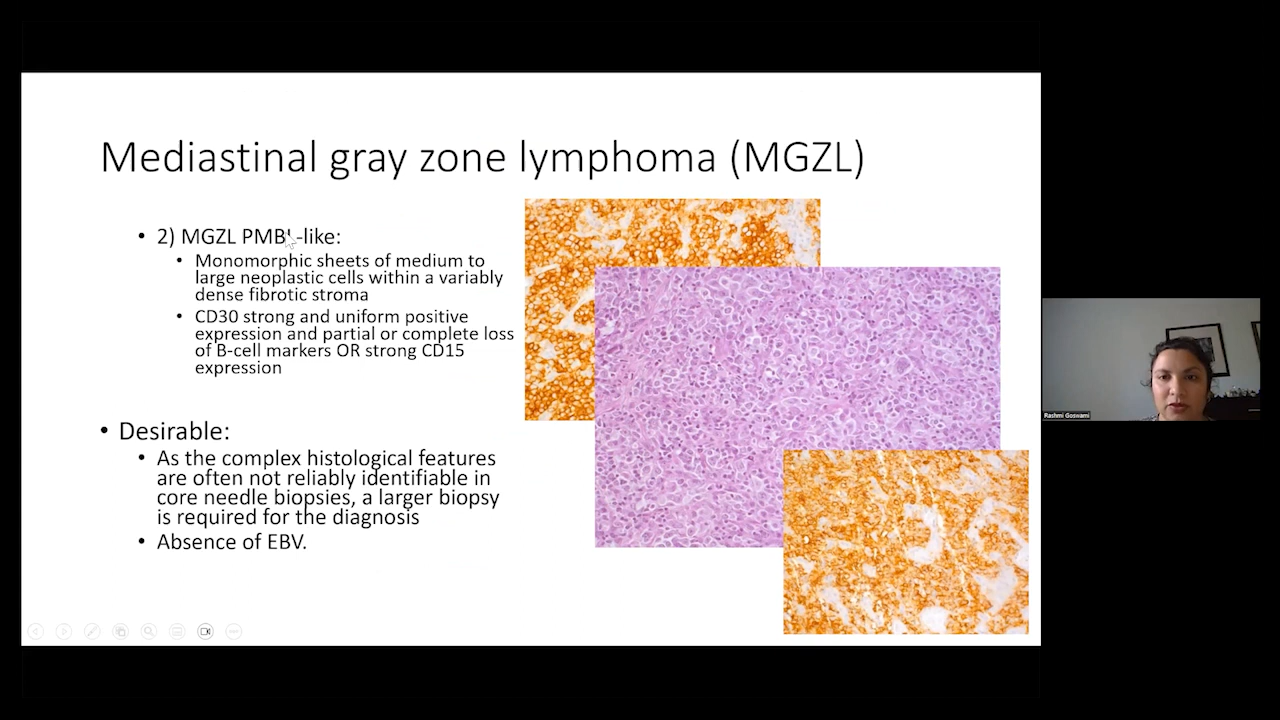 Mediastinal gray zone lymphoma (MGZL)
• 2) MGZL PMBL-like:
• Monomorphic sheets of medium to
large neoplastic cells within a variably
dense fibrotic stroma
• CD30 strong and uniform positive
expression and partial or complete loss
of B-cell markers OR strong CD15
expression
• Desirable:
• As the complex histological features
are often not reliably identifiable in
core needle biopsies, a larger biopsy
is required for the diagnosis
• Absence of EBV.
Rashmi Goswami